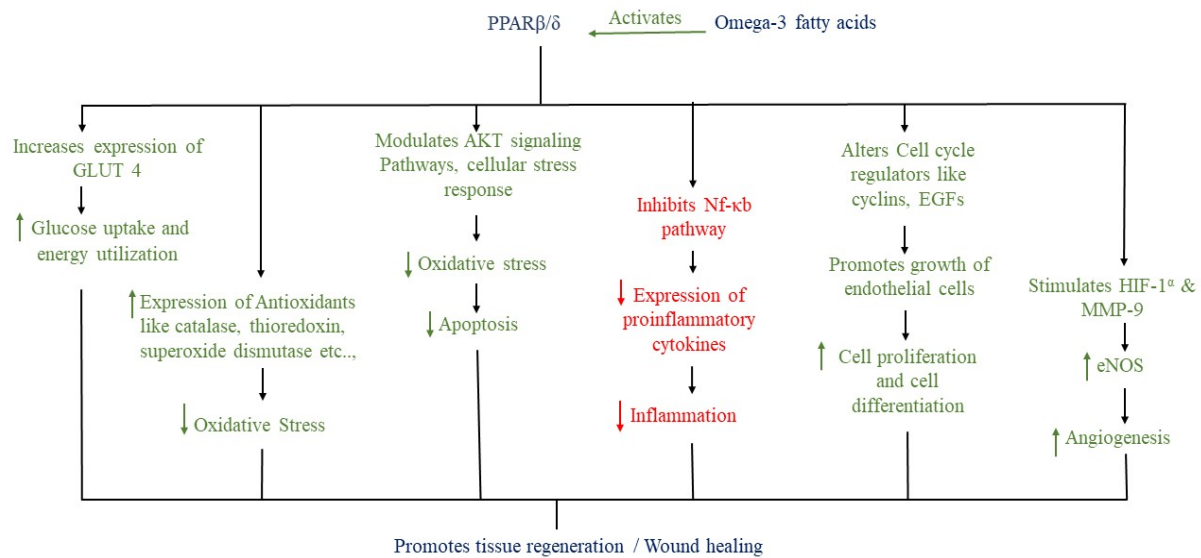 PPARβ/δ
Activates
Omega-3 fatty acids
Increases expression of
GLUT 4
↑ Glucose uptake and
energy utilization
↑ Expression of Antioxidants
like catalase, thioredoxin,
superoxide dismutase etc..,
↓ Oxidative Stress
Modulates AKT signaling
Pathways, cellular stress
response
↓ Oxidative stress
↓ Apoptosis
Inhibits Nf-κb
pathway
↓ Expression of
proinflammatory
cytokines
↓ Inflammation
Alters Cell cycle
regulators like
cyclins, EGFs
Promotes growth of
endothelial cells
↑ Cell proliferation
and cell
differentiation
Stimulates HIF-1ᵅ &
MMP-9
↑ eNOS
↑ Angiogenesis
Promotes tissue regeneration / Wound healing